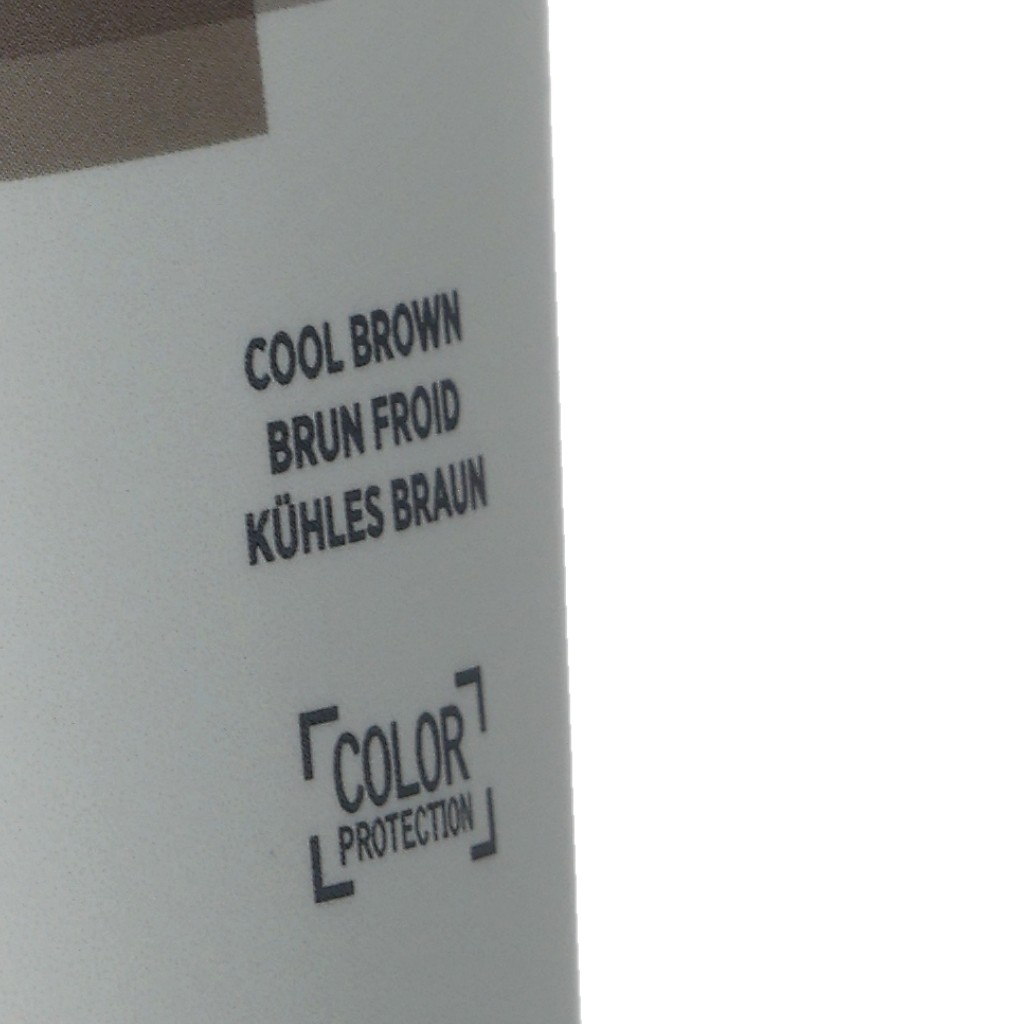 COOL BROWN
BRUN FROID
KÜHLES BRAUN
COLOR
PROTECTION